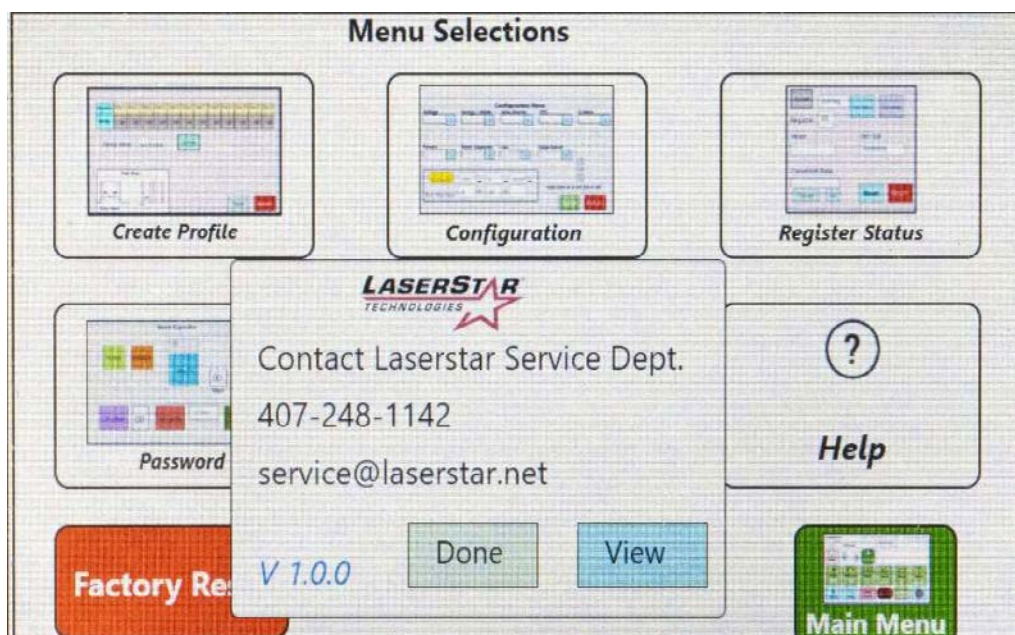 Menu Selections
Create Profile
Configuration
Register Status
LASERSTAR
TECHNOLOGIES
Contact Laserstar Service Dept.
407-248-1142
service@laserstar.net
Password
Help
V 1.0.0
Done
View
Factory Res
Main Menu